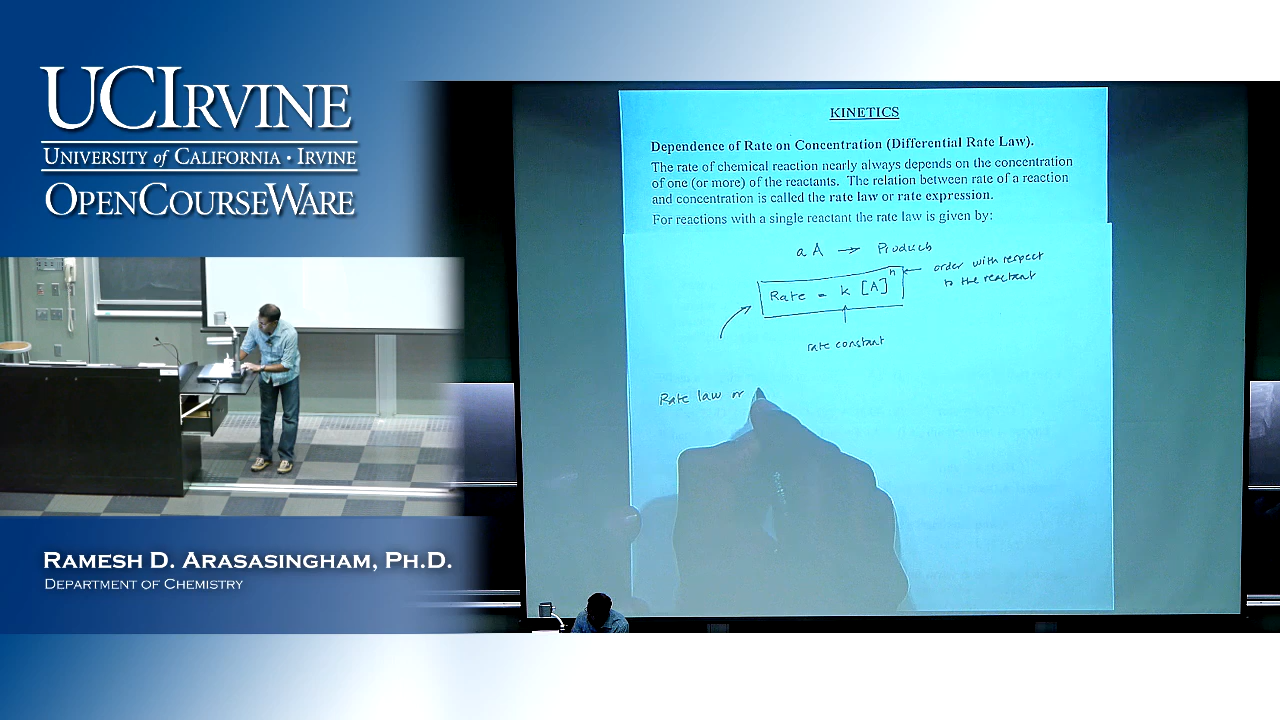 UCIRVINE
UNIVERSITY of CALIFORNIA · IRVINE
OPENCOURSEWARE
RAMESH D. ARASASINGHAM, PH.D.
DEPARTMENT OF CHEMISTRY
KINETICS
Dependence of Rate on Concentration (Differential Rate Law).
The rate of chemical reaction nearly always depends on the concentration
of one (or more) of the reactants. The relation between rate of a reaction
and concentration is called the rate law or rate expression.
For reactions with a single reactant the rate law is given by:
a A → Products
Rate = k [A]^n ← order with respect
to the reactant
rate constant
Rate law or